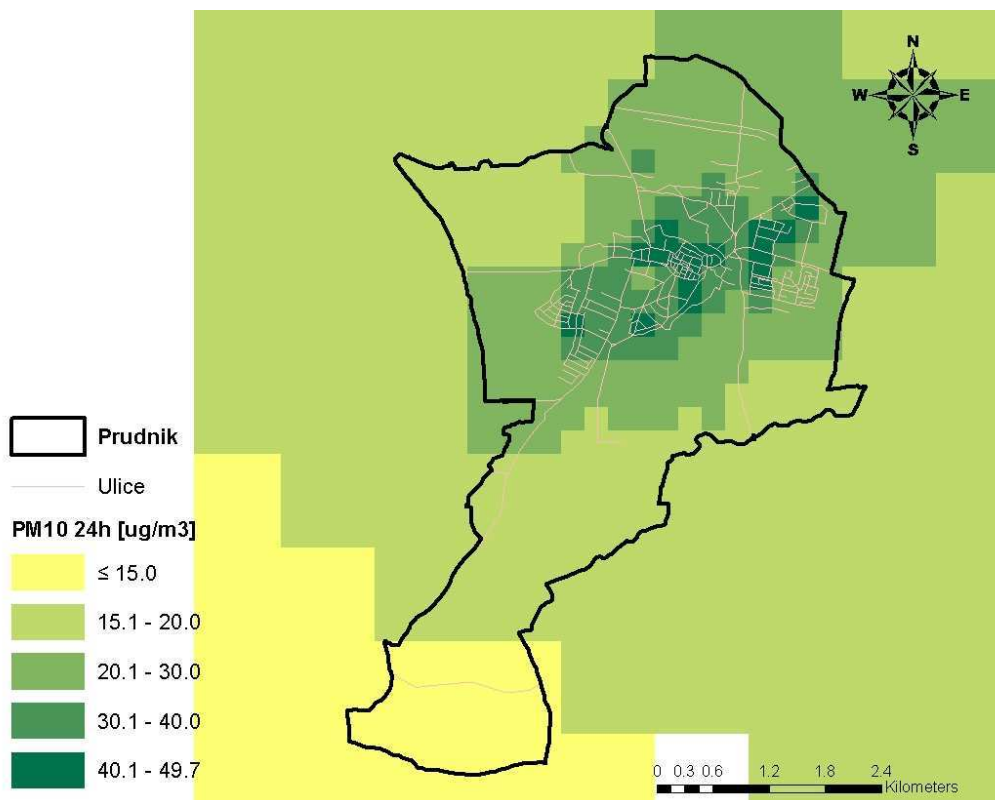 N
W E
S
Prudnik
Ulice
PM10 24h [ug/m3]
≤ 15.0
15.1 - 20.0
20.1 - 30.0
30.1 - 40.0
40.1 - 49.7
0 0.3 0.6 1.2 1.8 2.4
Kilometers